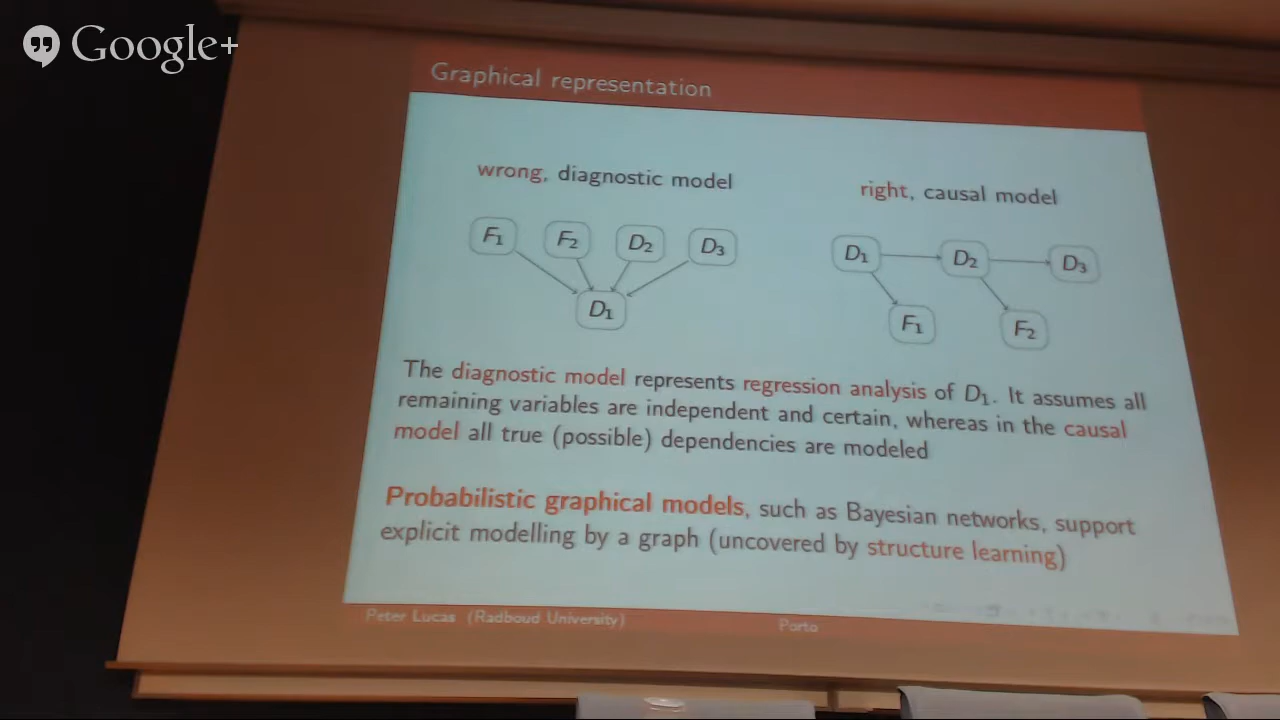 Google+
Graphical representation
wrong, diagnostic model
right, causal model
F1 F2 D2 D3
D1
D1 D2 D3
F1 F2
The diagnostic model represents regression analysis of D1. It assumes all
remaining variables are independent and certain, whereas in the causal
model all true (possible) dependencies are modeled
Probabilistic graphical models, such as Bayesian networks, support
explicit modelling by a graph (uncovered by structure learning)
Peter Lucas (Radboud University)
Porto